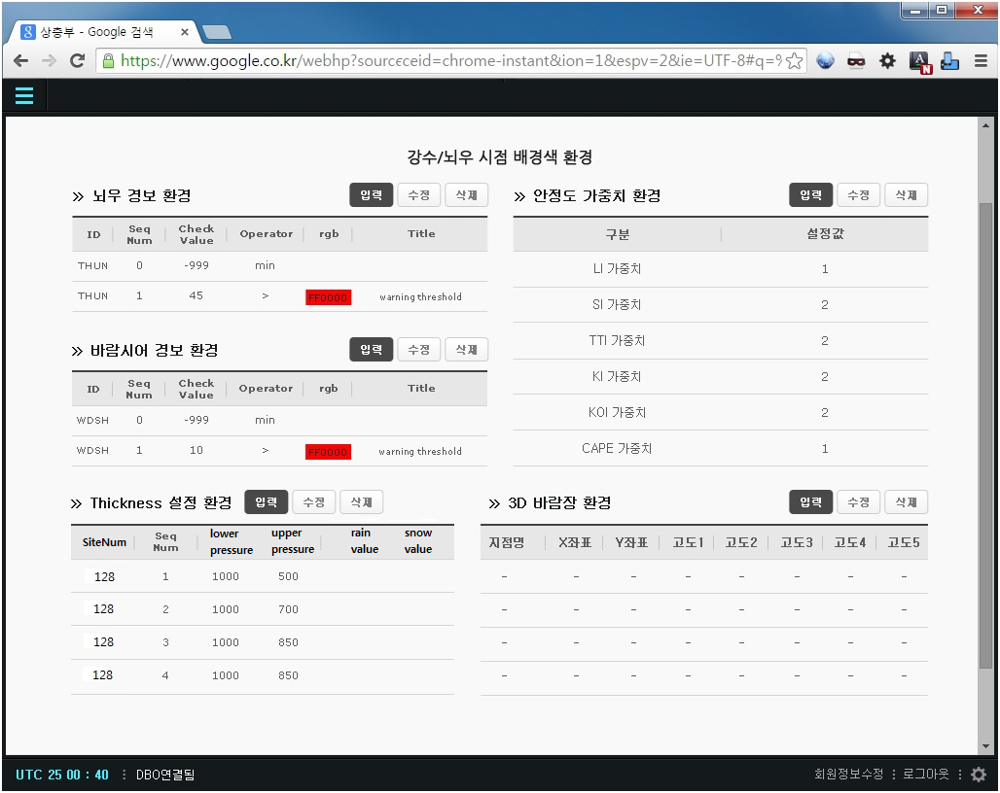 상층부 - Google 검색
https://www.google.co.kr/webhp?sourceceid=chrome-instant&ion=1&espv=2&ie=UTF-8#q=
강수/뇌우 시점 배경색 환경
» 뇌우 경보 환경 입력 수정 삭제
ID Seq Num Check Value Operator rgb Title
THUN 0 -999 min
THUN 1 45 > FF0000 warning threshold
» 바람시어 경보 환경 입력 수정 삭제
ID Seq Num Check Value Operator rgb Title
WDSH 0 -999 min
WDSH 1 10 > FF0000 warning threshold
» 안정도 가중치 환경 입력 수정 삭제
구분 설정값
LI 가중치 1
SI 가중치 2
TTI 가중치 2
KI 가중치 2
KOI 가중치 2
CAPE 가중치 1
» Thickness 설정 환경 입력 수정 삭제
SiteNum Seq Num lower pressure upper pressure rain value snow value
128 1 1000 500
128 2 1000 700
128 3 1000 850
128 4 1000 850
» 3D 바람장 환경 입력 수정 삭제
지점명 X좌표 Y좌표 고도1 고도2 고도3 고도4 고도5
- - - - - - - -
- - - - - - - -
- - - - - - - -
- - - - - - - -
UTC 25 00 : 40 ⋮ DB0연결됨 회원정보수정 ⋮ 로그아웃 ⋮